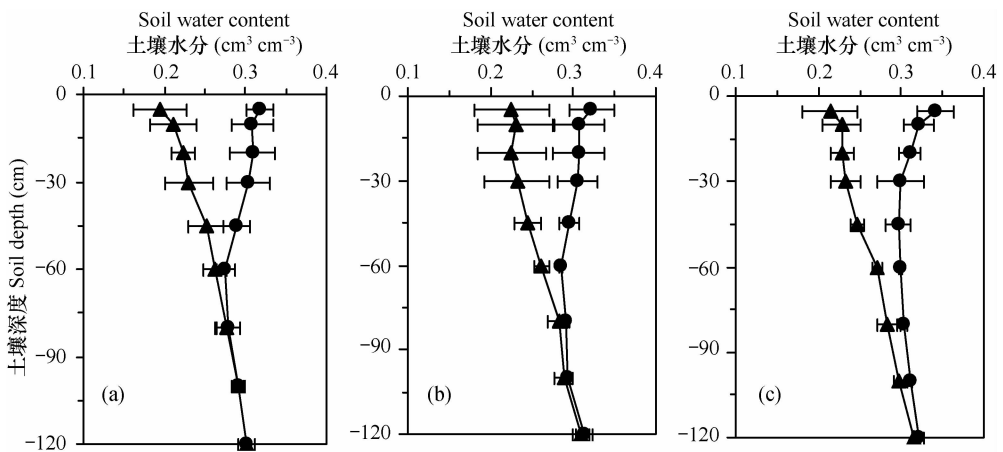 Soil water content
土壤水分 (cm³ cm⁻³)
0.1 0.2 0.3 0.4
0
−30
−60
−90
−120
土壤深度 Soil depth (cm)
(a)
Soil water content
土壤水分 (cm³ cm⁻³)
0.1 0.2 0.3 0.4
0
−30
−60
−90
−120
(b)
Soil water content
土壤水分 (cm³ cm⁻³)
0.1 0.2 0.3 0.4
0
−30
−60
−90
−120
(c)